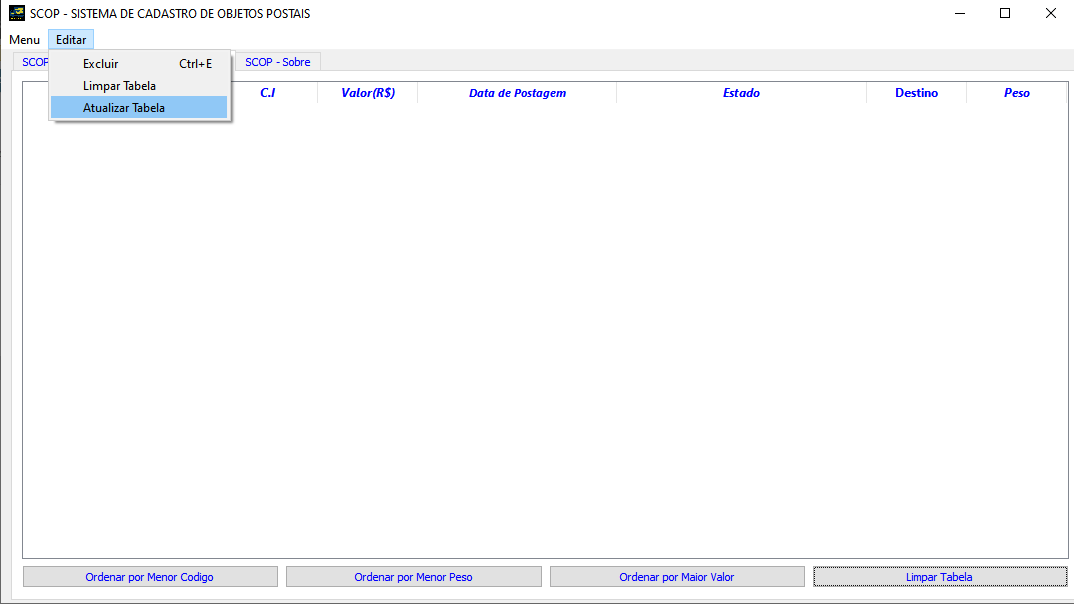 SCOP - SISTEMA DE CADASTRO DE OBJETOS POSTAIS
Menu Editar
SCOP SCOP - Sobre
Excluir Ctrl+E
Limpar Tabela
Atualizar Tabela
C.I Valor(R$) Data de Postagem Estado Destino Peso
Ordenar por Menor Codigo Ordenar por Menor Peso Ordenar por Maior Valor Limpar Tabela